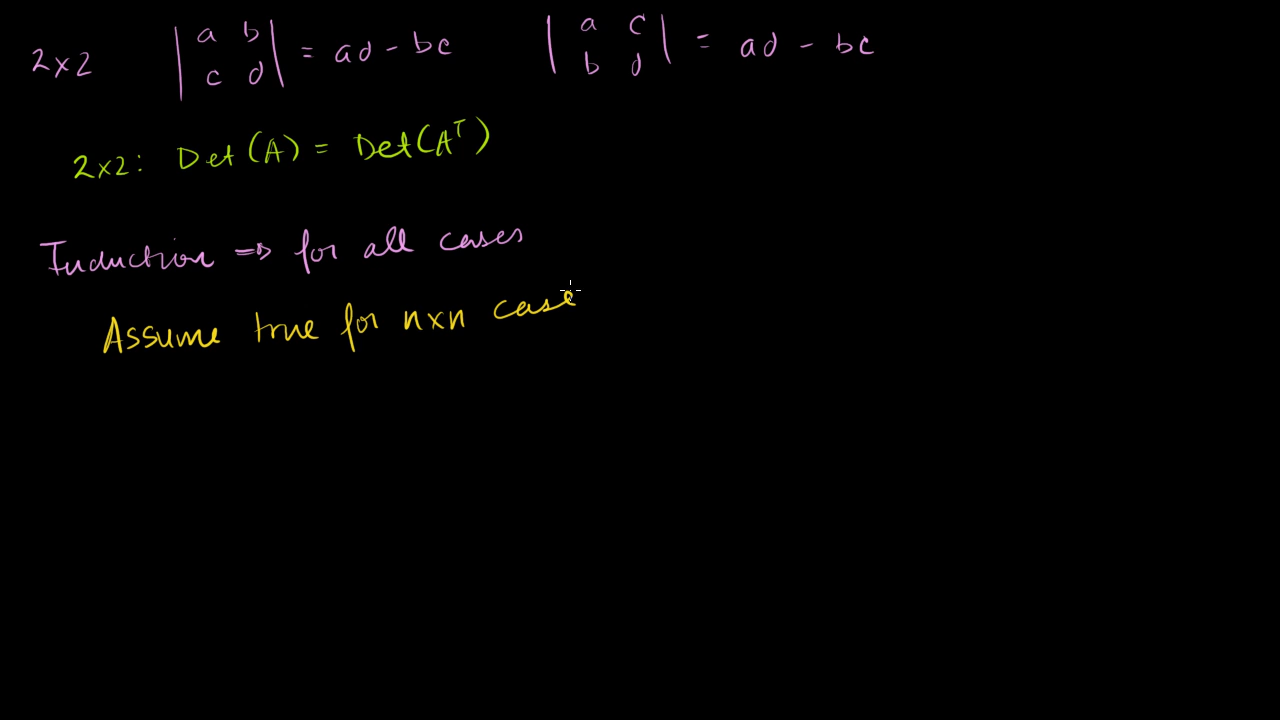 2x2 | a b | = ad - bc | a c | = ad - bc
| c d | | b d |
2x2: Det (A) = Det(Aᵀ)
Induction => for all cases
Assume true for nxn case